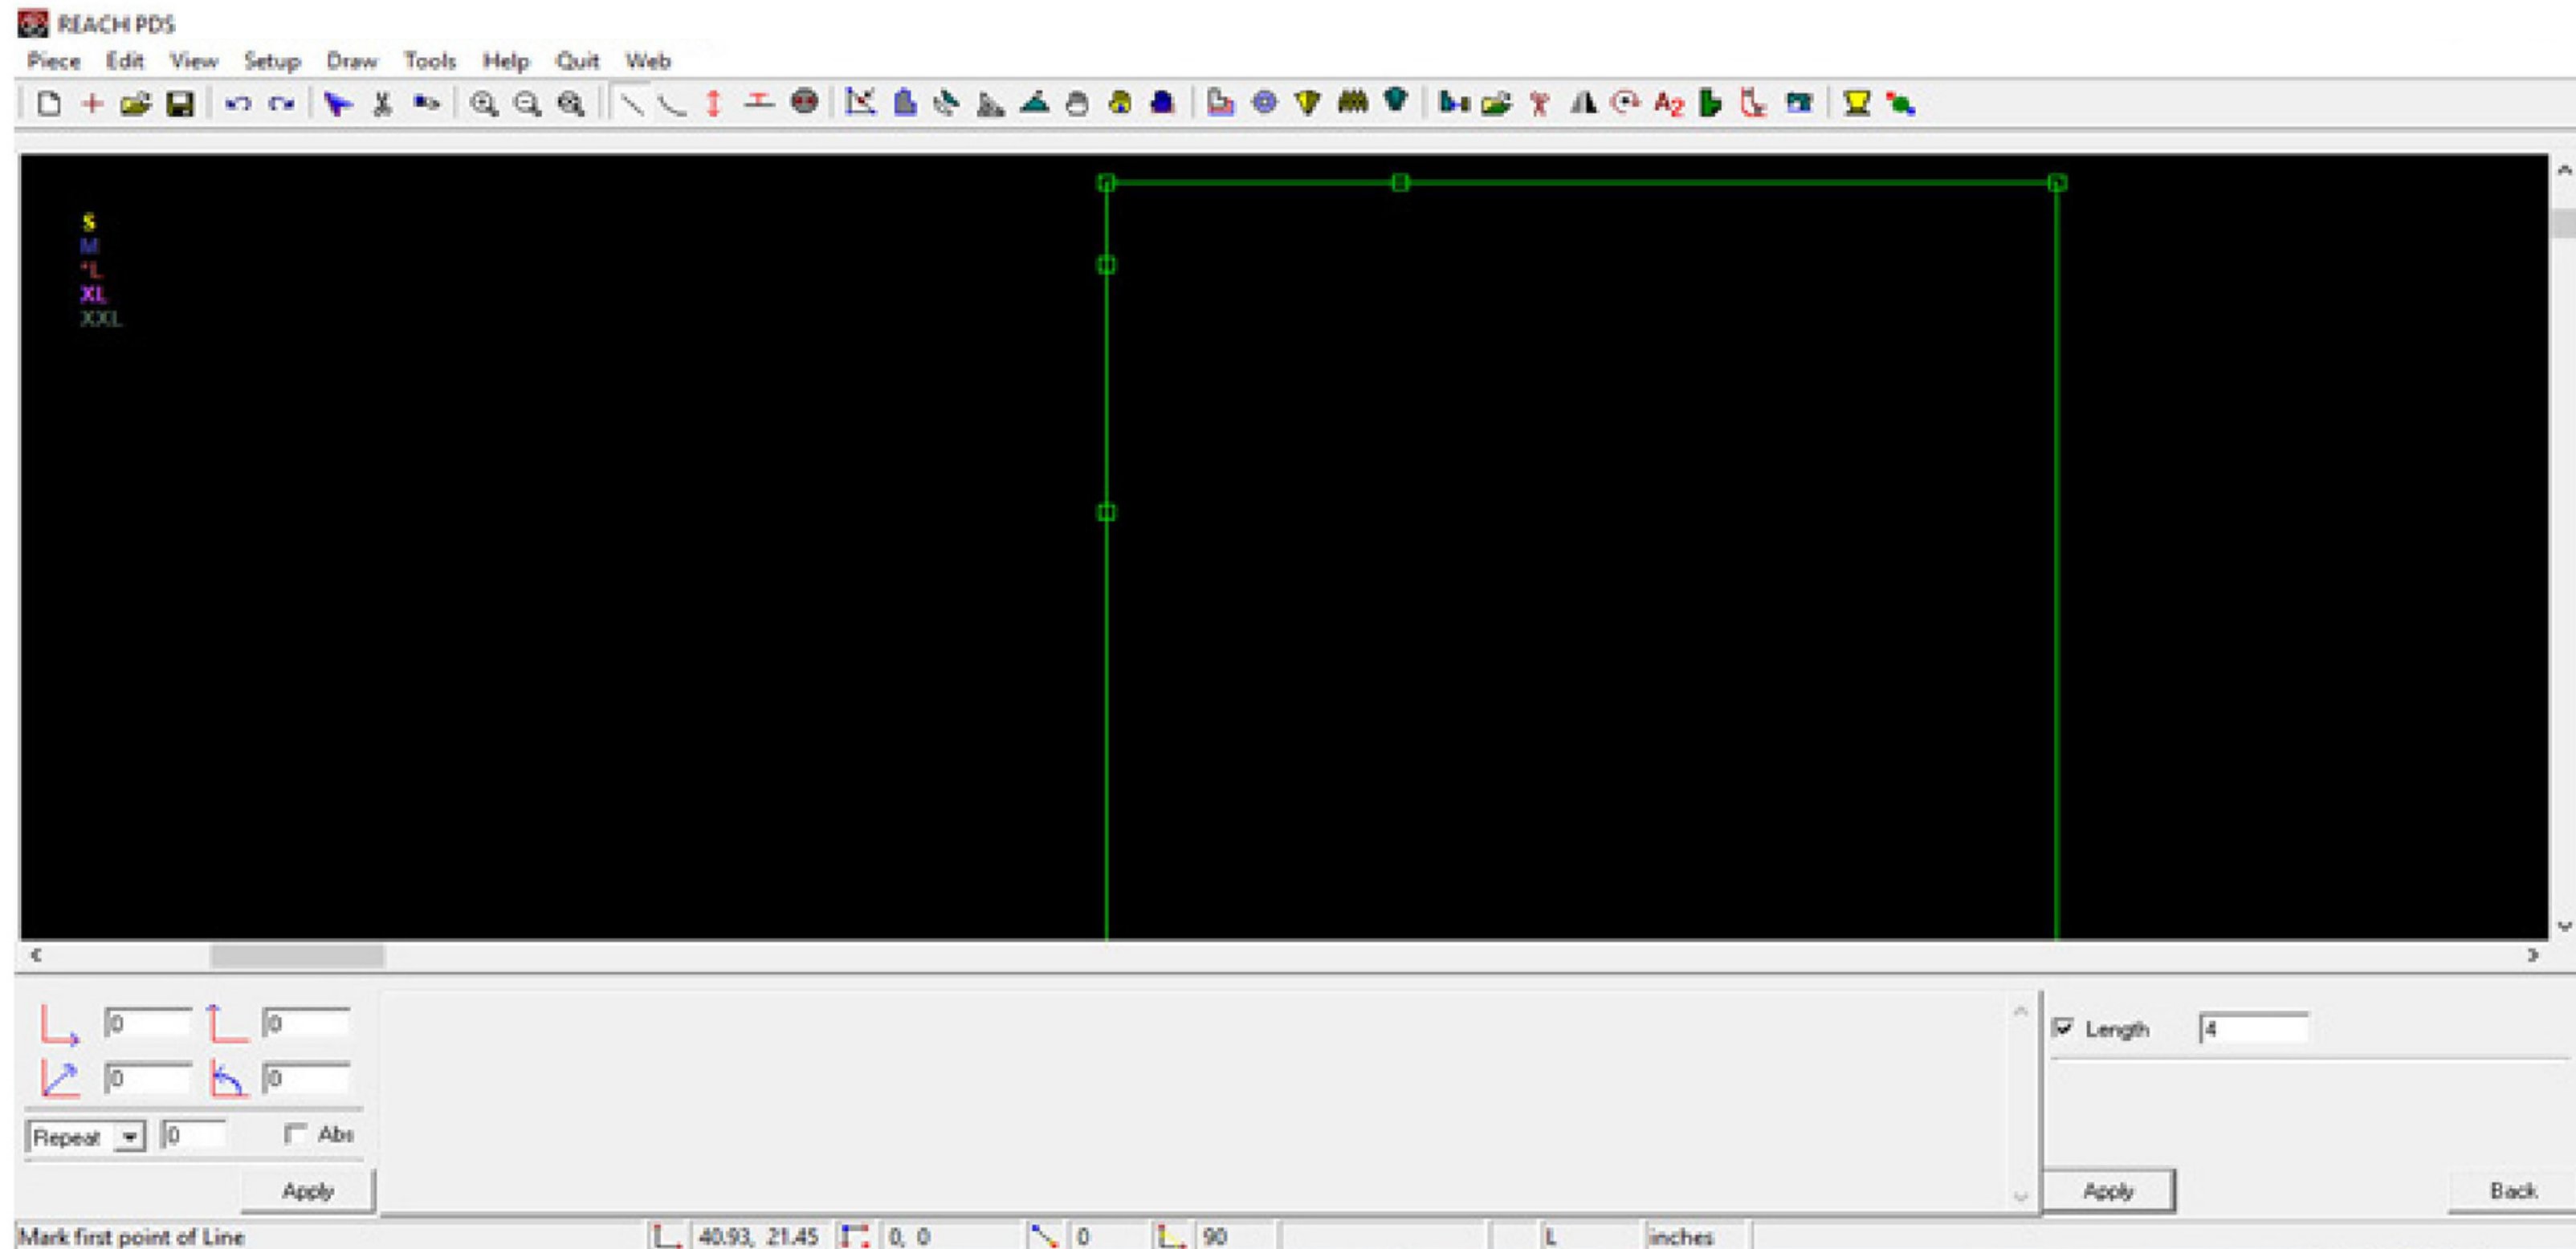 REACH PDS
Piece Edit View Setup Draw Tools Help Quit Web
A2
S
M
*L
XL
XXL
0 0
0 0
Repeat 0 Abs
Apply
Length 4
Apply Back
Mark first point of Line 40.93, 21.45 0, 0 0 90 L inches